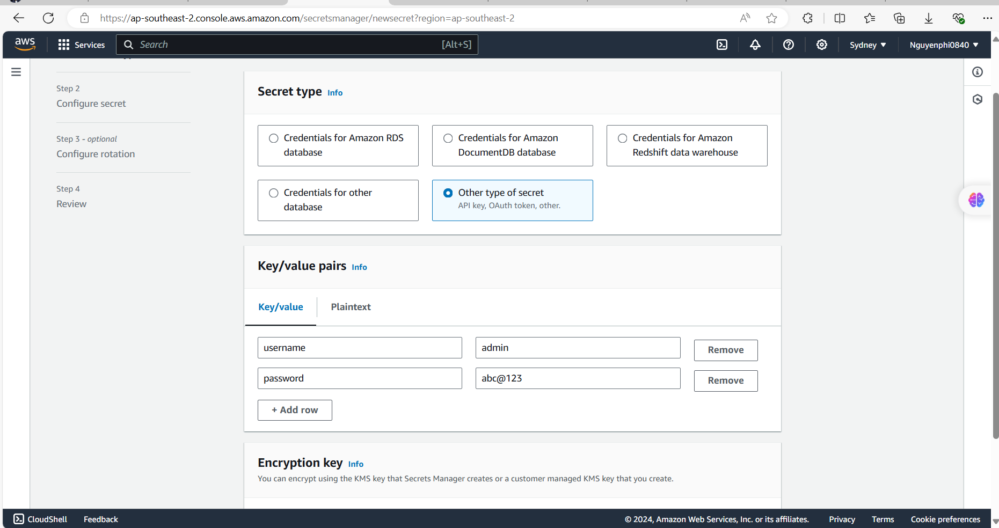 https://ap-southeast-2.console.aws.amazon.com/secretsmanager/newsecret?region=ap-southeast-2
aws Services Search [Alt+S] Sydney Nguyenphi0840
Step 2
Configure secret
Step 3 - optional
Configure rotation
Step 4
Review
Secret type Info
Credentials for Amazon RDS database
Credentials for Amazon DocumentDB database
Credentials for Amazon Redshift data warehouse
Credentials for other database
Other type of secret
API key, OAuth token, other.
Key/value pairs Info
Key/value Plaintext
username admin Remove
password abc@123 Remove
+ Add row
Encryption key Info
You can encrypt using the KMS key that Secrets Manager creates or a customer managed KMS key that you create.
CloudShell Feedback © 2024, Amazon Web Services, Inc. or its affiliates. Privacy Terms Cookie preferences